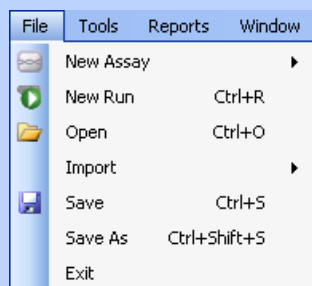 File Tools Reports Window
New Assay
New Run Ctrl+R
Open Ctrl+O
Import
Save Ctrl+S
Save As Ctrl+Shift+S
Exit